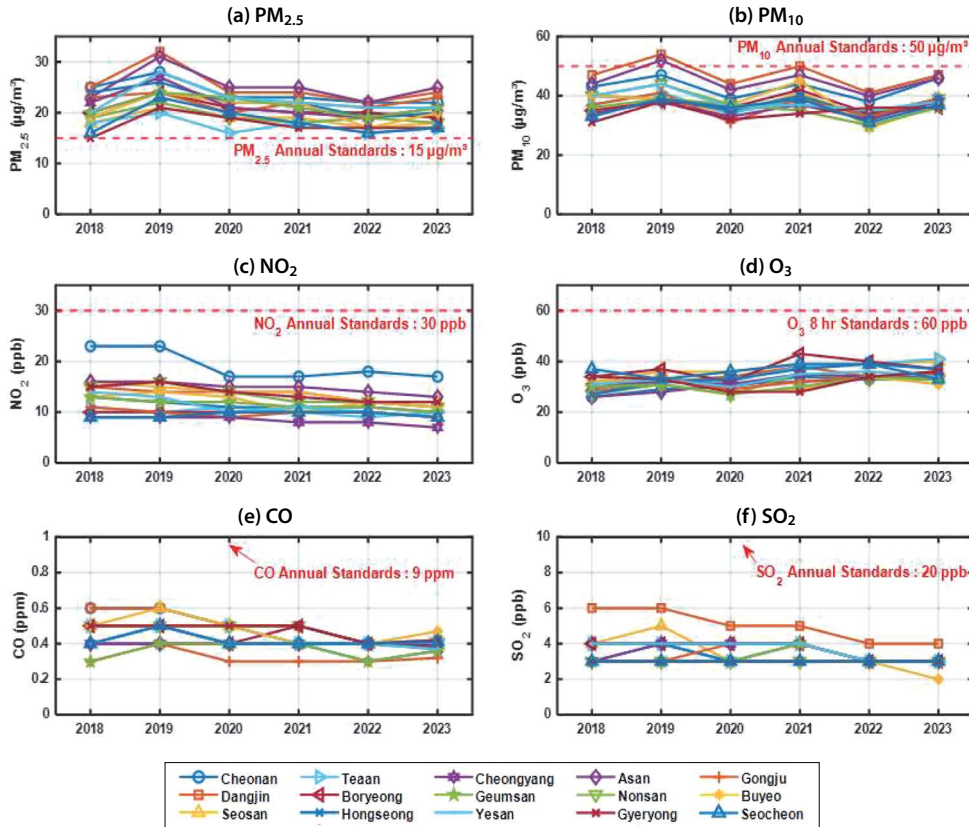 (a) PM2.5
(b) PM10
PM2.5 (µg/m³)
30
20
10
0
PM2.5 Annual Standards : 15 µg/m³
2018 2019 2020 2021 2022 2023
PM10 (µg/m³)
60
40
20
0
PM10 Annual Standards : 50 µg/m³
2018 2019 2020 2021 2022 2023
(c) NO2
(d) O3
NO2 (ppb)
30
20
10
0
NO2 Annual Standards : 30 ppb
2018 2019 2020 2021 2022 2023
O3 (ppb)
60
40
20
0
O3 8 hr Standards : 60 ppb
2018 2019 2020 2021 2022 2023
(e) CO
(f) SO2
CO (ppm)
1
0.8
0.6
0.4
0.2
0
CO Annual Standards : 9 ppm
2018 2019 2020 2021 2022 2023
SO2 (ppb)
10
8
6
4
2
0
SO2 Annual Standards : 20 ppb
2018 2019 2020 2021 2022 2023
Cheonan Teaan Cheongyang Asan Gongju
Dangjin Boryeong Geumsan Nonsan Buyeo
Seosan Hongseong Yesan Gyeryong Seocheon